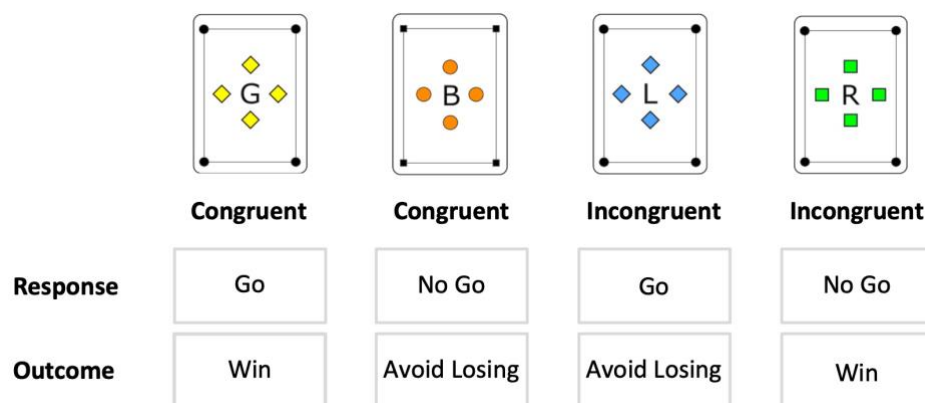 G B L R
Congruent Congruent Incongruent Incongruent
Response Go No Go Go No Go
Outcome Win Avoid Losing Avoid Losing Win